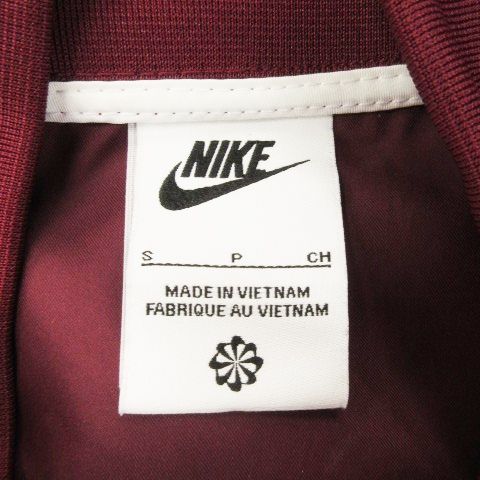 NIKE
S P CH
MADE IN VIETNAM
FABRIQUE AU VIETNAM